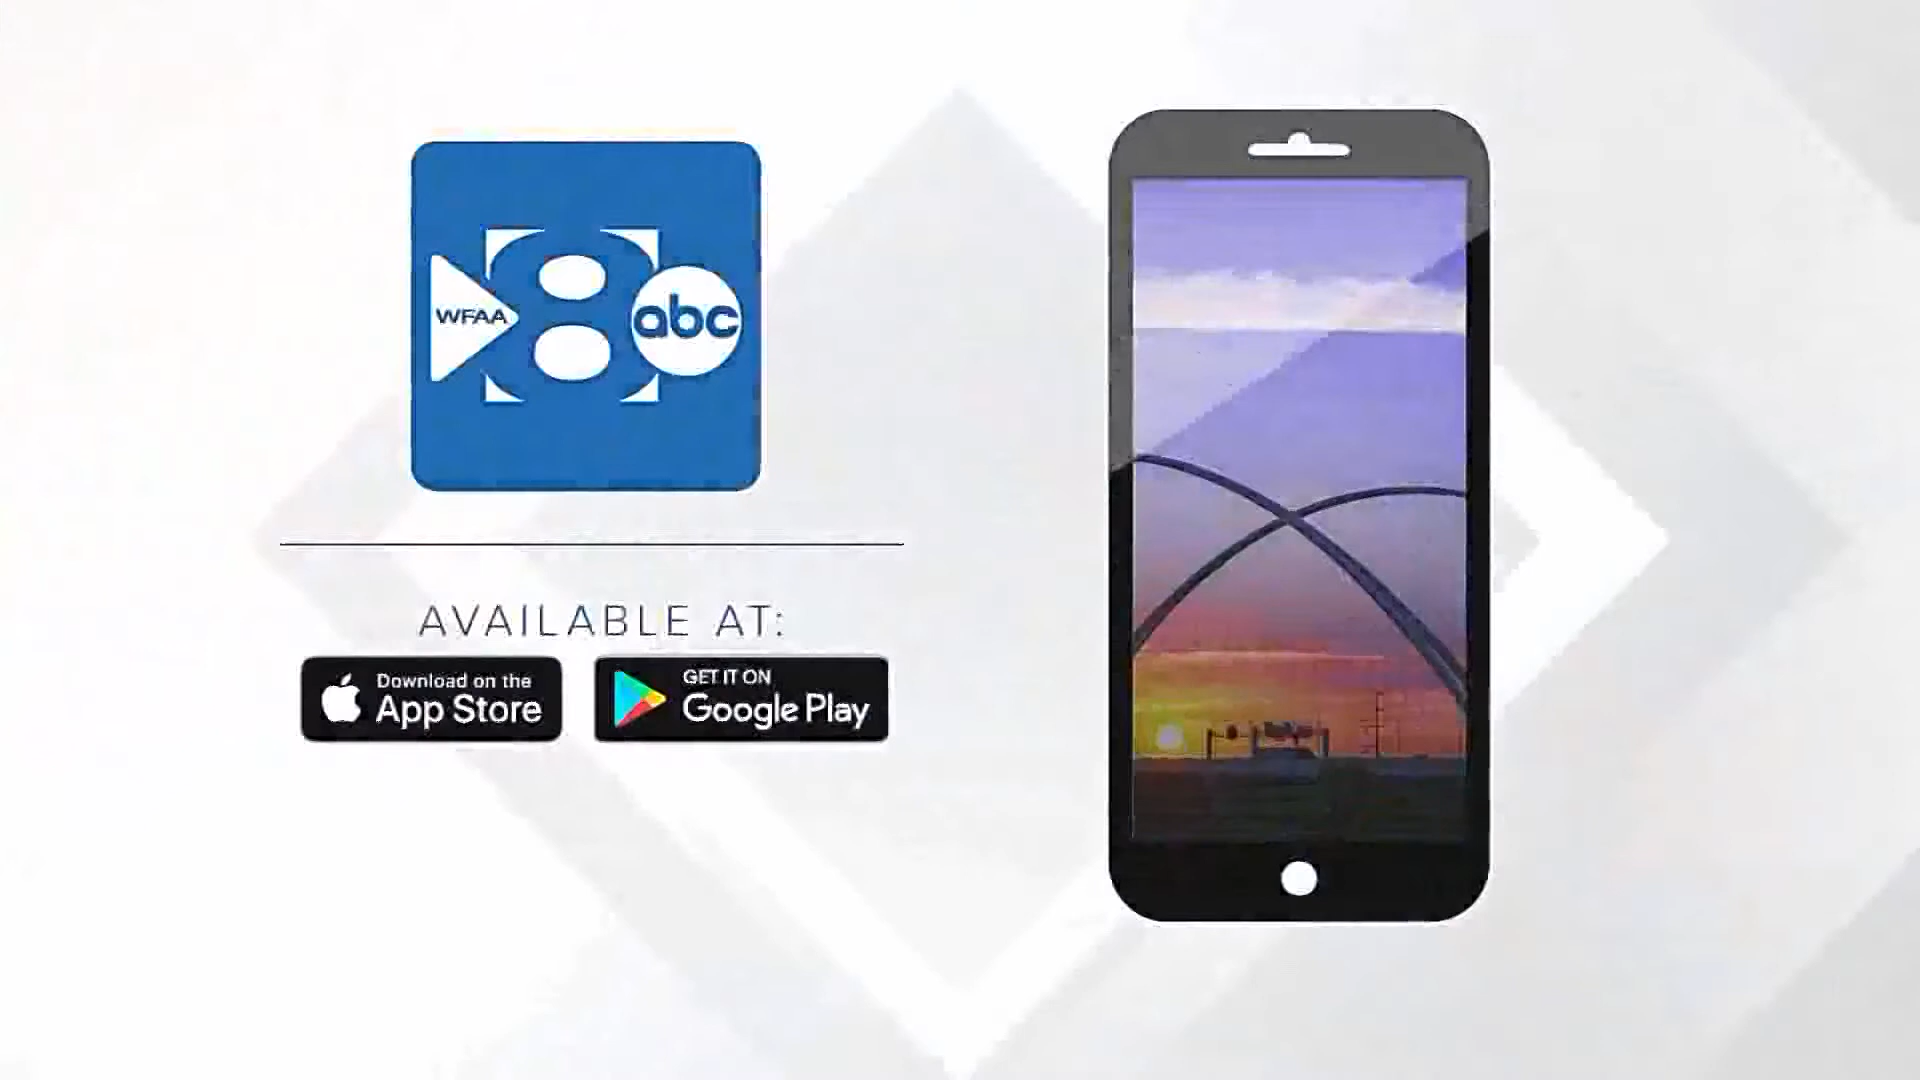 WFAA 8 abc
AVAILABLE AT:
Download on the
App Store
GET IT ON
Google Play